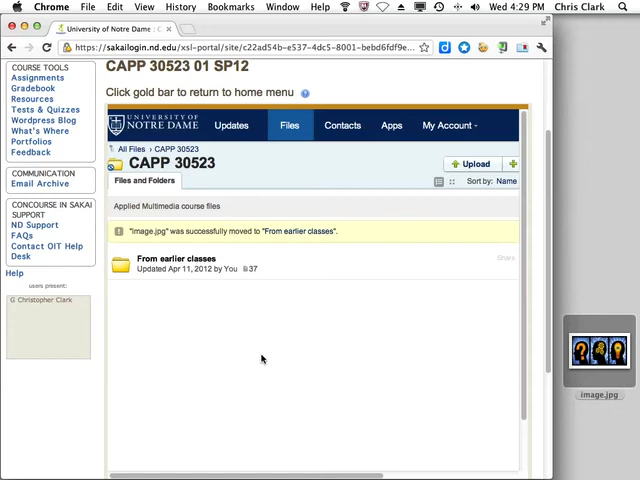 Chrome File Edit View History Bookmarks Window Help Wed 4:29 PM Chris Clark
University of Notre Dame : C
https://sakailogin.nd.edu/xsl-portal/site/c22ad54b-e537-4dc5-8001-bebd6fdf9e...
COURSE TOOLS
Assignments
Gradebook
Resources
Tests & Quizzes
Wordpress Blog
What's Where
Portfolios
Feedback
COMMUNICATION
Email Archive
CONCOURSE IN SAKAI
SUPPORT
ND Support
FAQs
Contact OIT Help
Desk
Help
users present:
G Christopher Clark
CAPP 30523 01 SP12
Click gold bar to return to home menu ?
UNIVERSITY OF
NOTRE DAME
Updates Files Contacts Apps My Account
All Files › CAPP 30523
CAPP 30523
Upload
Files and Folders
Sort by: Name
Applied Multimedia course files
"image.jpg" was successfully moved to "From earlier classes".
From earlier classes
Share
Updated Apr 11, 2012 by You 37
image.jpg